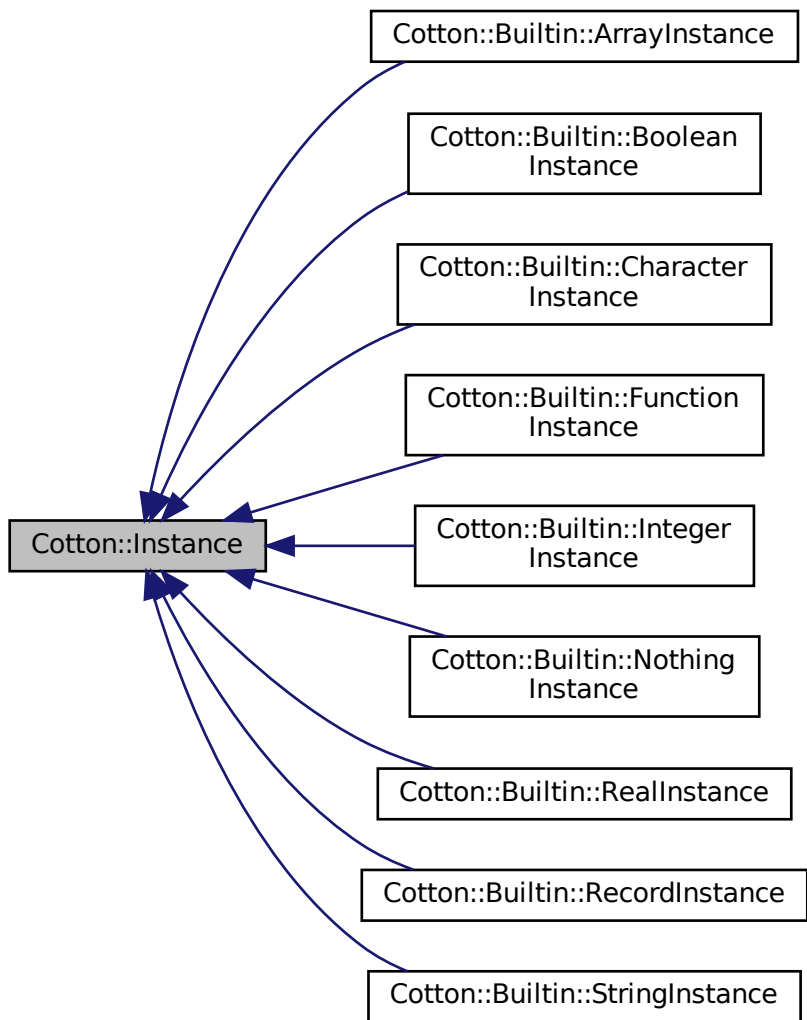 Cotton::Builtin::ArrayInstance
Cotton::Builtin::Boolean
Instance
Cotton::Builtin::Character
Instance
Cotton::Builtin::Function
Instance
Cotton::Instance
Cotton::Builtin::Integer
Instance
Cotton::Builtin::Nothing
Instance
Cotton::Builtin::RealInstance
Cotton::Builtin::RecordInstance
Cotton::Builtin::StringInstance